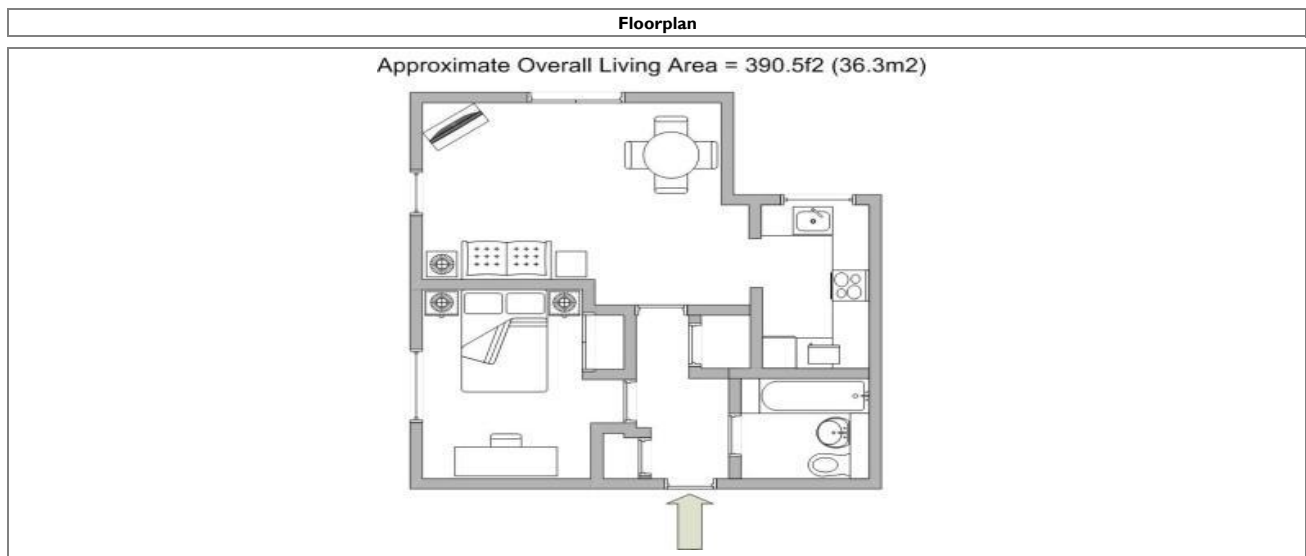 Floorplan
Approximate Overall Living Area = 390.5f2 (36.3m2)